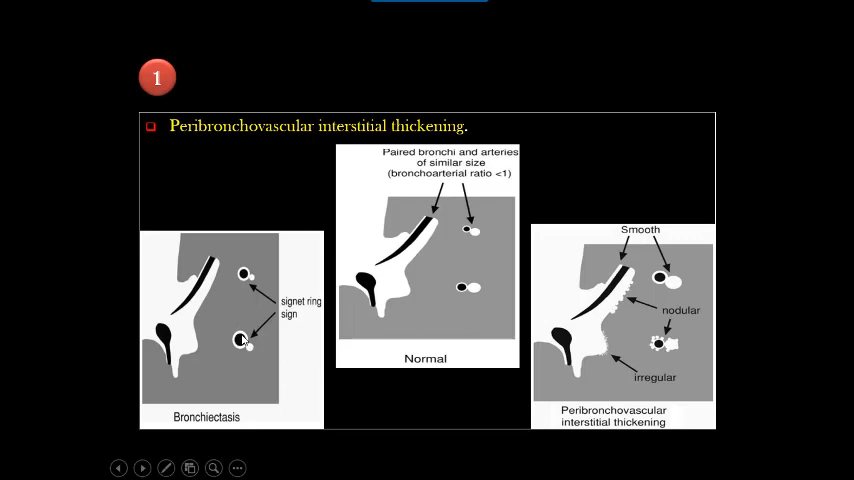 1
Peribronchovascular interstitial thickening.
Paired bronchi and arteries
of similar size
(bronchoarterial ratio <1)
Normal
signet ring
sign
Bronchiectasis
Smooth
nodular
irregular
Peribronchovascular
interstitial thickening